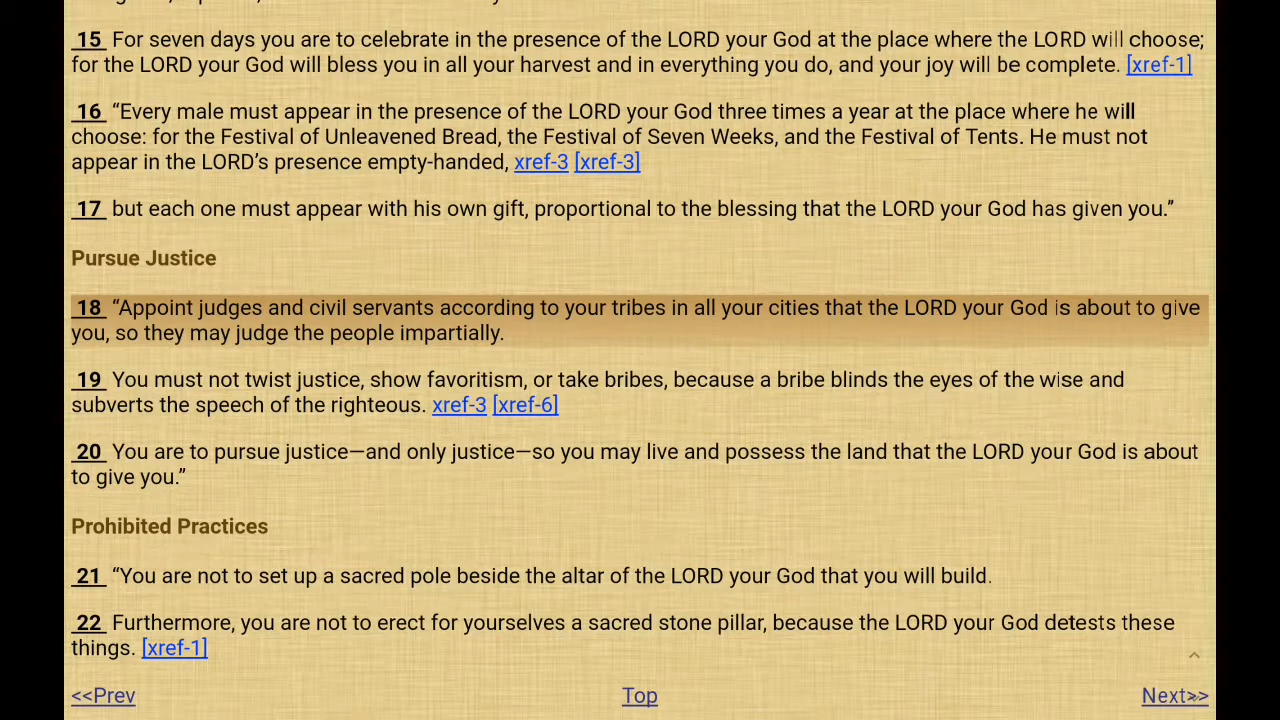 15 For seven days you are to celebrate in the presence of the LORD your God at the place where the LORD will choose;
for the LORD your God will bless you in all your harvest and in everything you do, and your joy will be complete. [xref-1]
16 “Every male must appear in the presence of the LORD your God three times a year at the place where he will
choose: for the Festival of Unleavened Bread, the Festival of Seven Weeks, and the Festival of Tents. He must not
appear in the LORD’s presence empty-handed, xref-3 [xref-3]
17 but each one must appear with his own gift, proportional to the blessing that the LORD your God has given you.”
Pursue Justice
18 “Appoint judges and civil servants according to your tribes in all your cities that the LORD your God is about to give
you, so they may judge the people impartially.
19 You must not twist justice, show favoritism, or take bribes, because a bribe blinds the eyes of the wise and
subverts the speech of the righteous. xref-3 [xref-6]
20 You are to pursue justice—and only justice—so you may live and possess the land that the LORD your God is about
to give you.”
Prohibited Practices
21 “You are not to set up a sacred pole beside the altar of the LORD your God that you will build.
22 Furthermore, you are not to erect for yourselves a sacred stone pillar, because the LORD your God detests these
things. [xref-1]
<<Prev Top Next>>